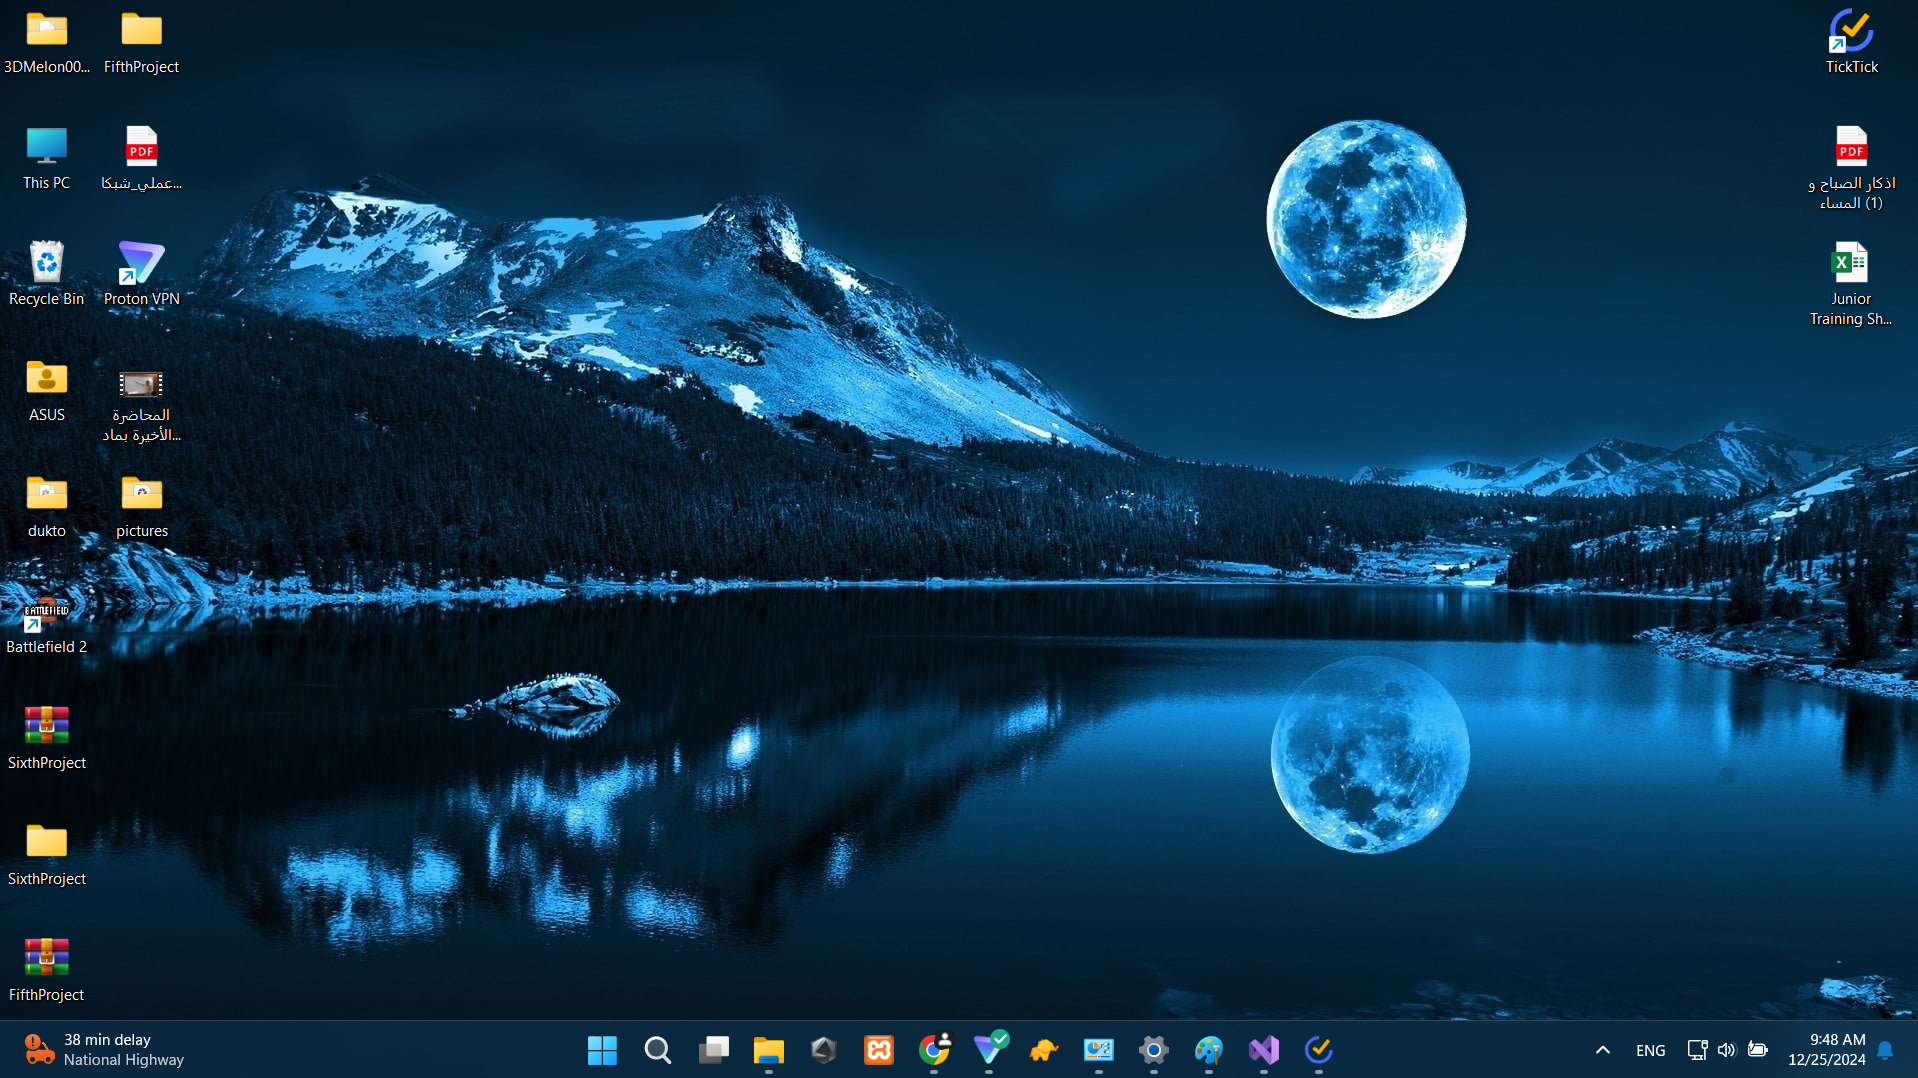 3DMelon00...
FifthProject
This PC
PDF
عملي_شبكا...
Recycle Bin
Proton VPN
ASUS
المحاضرة
الأخيرة بماد...
dukto
pictures
BATTLEFIELD
Battlefield 2
SixthProject
SixthProject
FifthProject
TickTick
PDF
اذكار الصباح و
المساء (1)
X
Junior
Training Sh...
38 min delay
National Highway
ENG
9:48 AM
12/25/2024